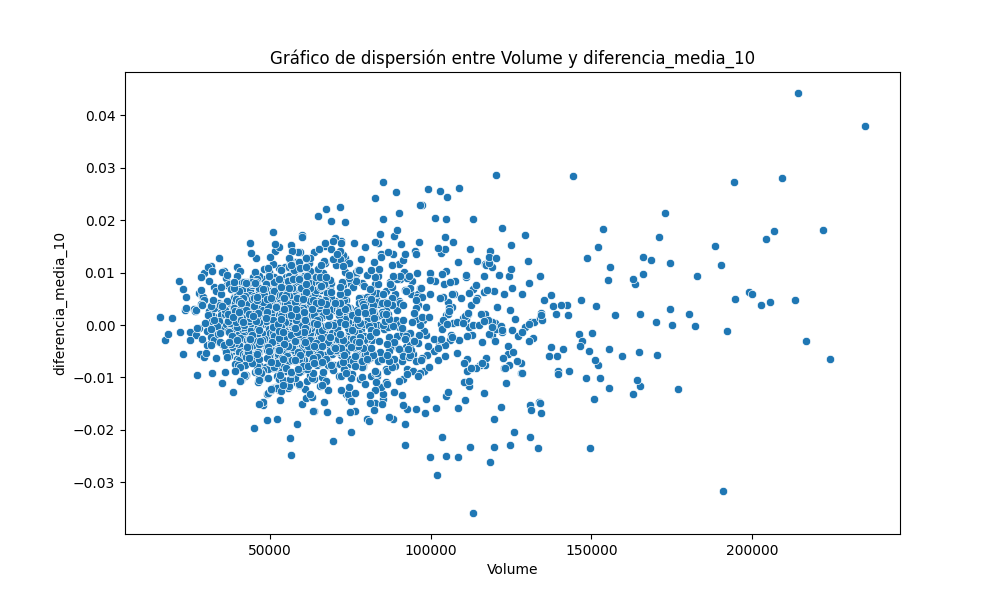 Gráfico de dispersión entre Volume y diferencia_media_10
diferencia_media_10
0.04
0.03
0.02
0.01
0.00
−0.01
−0.02
−0.03
50000 100000 150000 200000
Volume